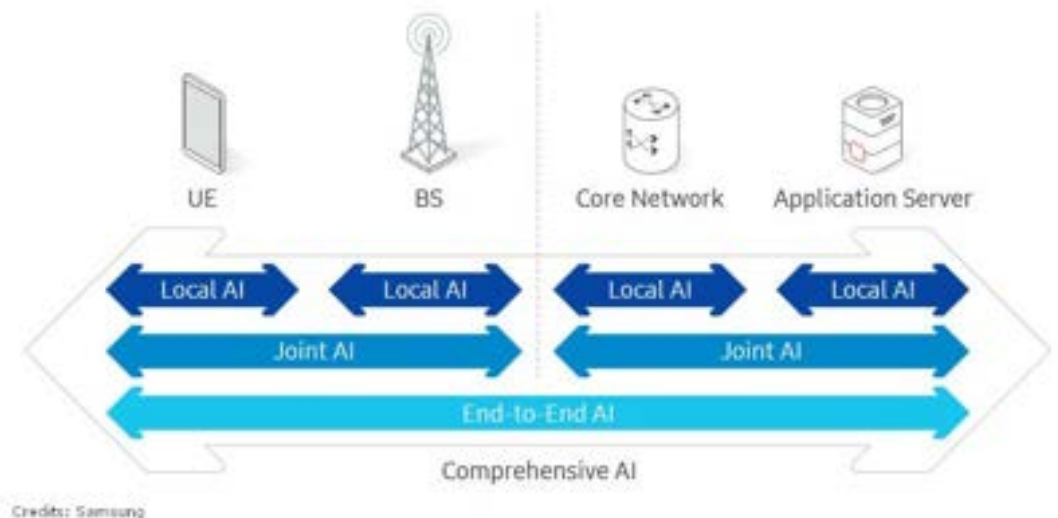 UE
BS
Core Network
Application Server
Local AI
Local AI
Local AI
Local AI
Joint AI
Joint AI
End-to-End AI
Comprehensive AI
Credits: Samsung